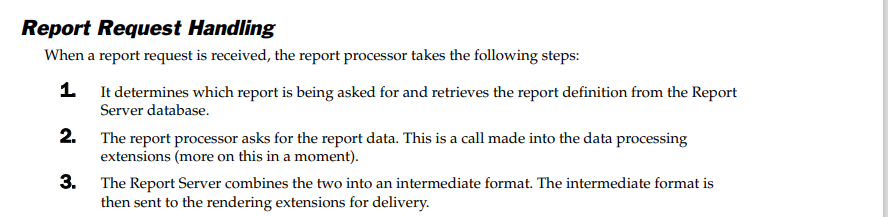 Report Request Handling
When a report request is received, the report processor takes the following steps:
1. It determines which report is being asked for and retrieves the report definition from the Report
Server database.
2. The report processor asks for the report data. This is a call made into the data processing
extensions (more on this in a moment).
3. The Report Server combines the two into an intermediate format. The intermediate format is
then sent to the rendering extensions for delivery.